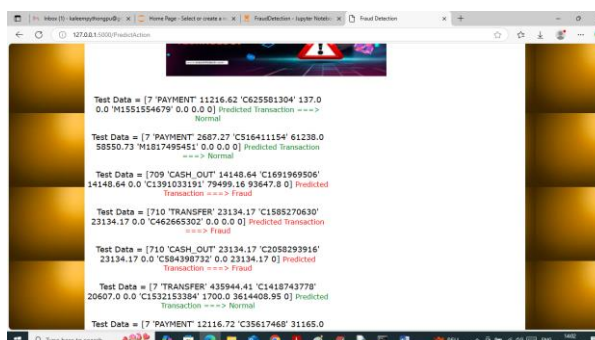 Home Page - Select or create a n
FraudDetection - Jupyter Notebo
Fraud Detection
127.0.0.1:5000/PredictAction
Test Data = [7 'PAYMENT' 11216.62 'C625581304' 137.0
0.0 'M1551554679' 0.0 0.0 0] Predicted Transaction ===>
Normal
Test Data = [7 'PAYMENT' 2687.27 'C516411154' 61238.0
58550.73 'M1817495451' 0.0 0.0 0] Predicted Transaction
===> Normal
Test Data = [709 'CASH_OUT' 14148.64 'C1691969506'
14148.64 0.0 'C1391033191' 79499.16 93647.8 0] Predicted
Transaction ===> Fraud
Test Data = [710 'TRANSFER' 23134.17 'C1585270630'
23134.17 0.0 'C462665302' 0.0 0.0 0] Predicted Transaction
===> Fraud
Test Data = [710 'CASH_OUT' 23134.17 'C2058293916'
23134.17 0.0 'C584398732' 0.0 23134.17 0] Predicted
Transaction ===> Fraud
Test Data = [7 'TRANSFER' 435944.41 'C1418743778'
20607.0 0.0 'C1532153384' 1700.0 3614408.95 0] Predicted
Transaction ===> Normal
Test Data = [7 'PAYMENT' 12116.72 'C35617468' 31165.0
Type here to search
14:02